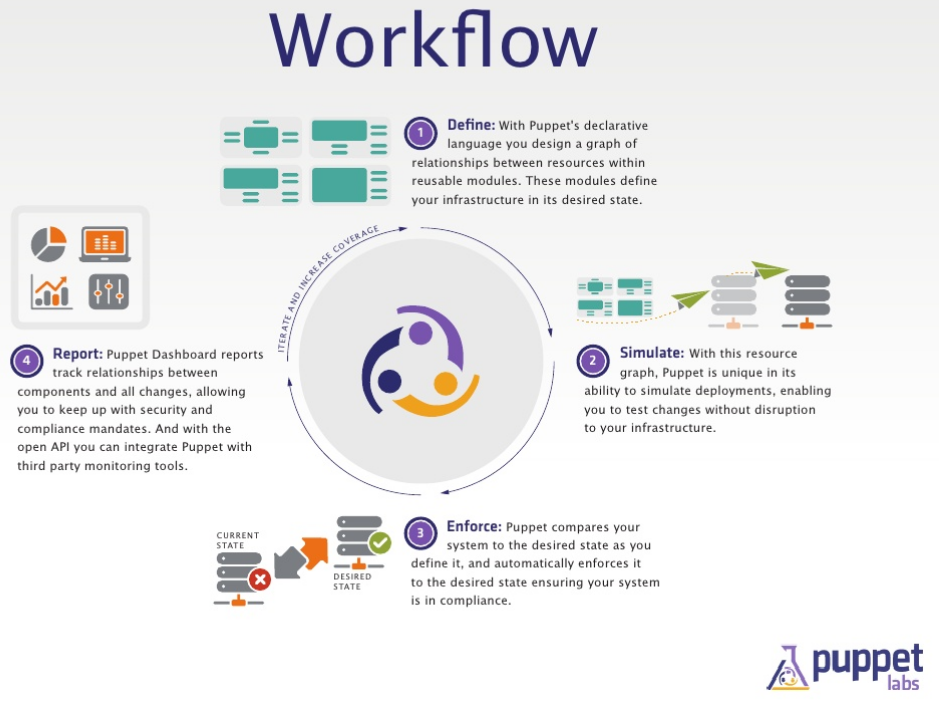 Workflow
1
Define: With Puppet's declarative
language you design a graph of
relationships between resources within
reusable modules. These modules define
your infrastructure in its desired state.
ITERATE AND INCREASE COVERAGE
2
Simulate: With this resource
graph, Puppet is unique in its
ability to simulate deployments, enabling
you to test changes without disruption
to your infrastructure.
3
Enforce: Puppet compares your
system to the desired state as you
define it, and automatically enforces it
to the desired state ensuring your system
is in compliance.
CURRENT
STATE
DESIRED
STATE
4
Report: Puppet Dashboard reports
track relationships between
components and all changes, allowing
you to keep up with security and
compliance mandates. And with the
open API you can integrate Puppet with
third party monitoring tools.
puppet
labs